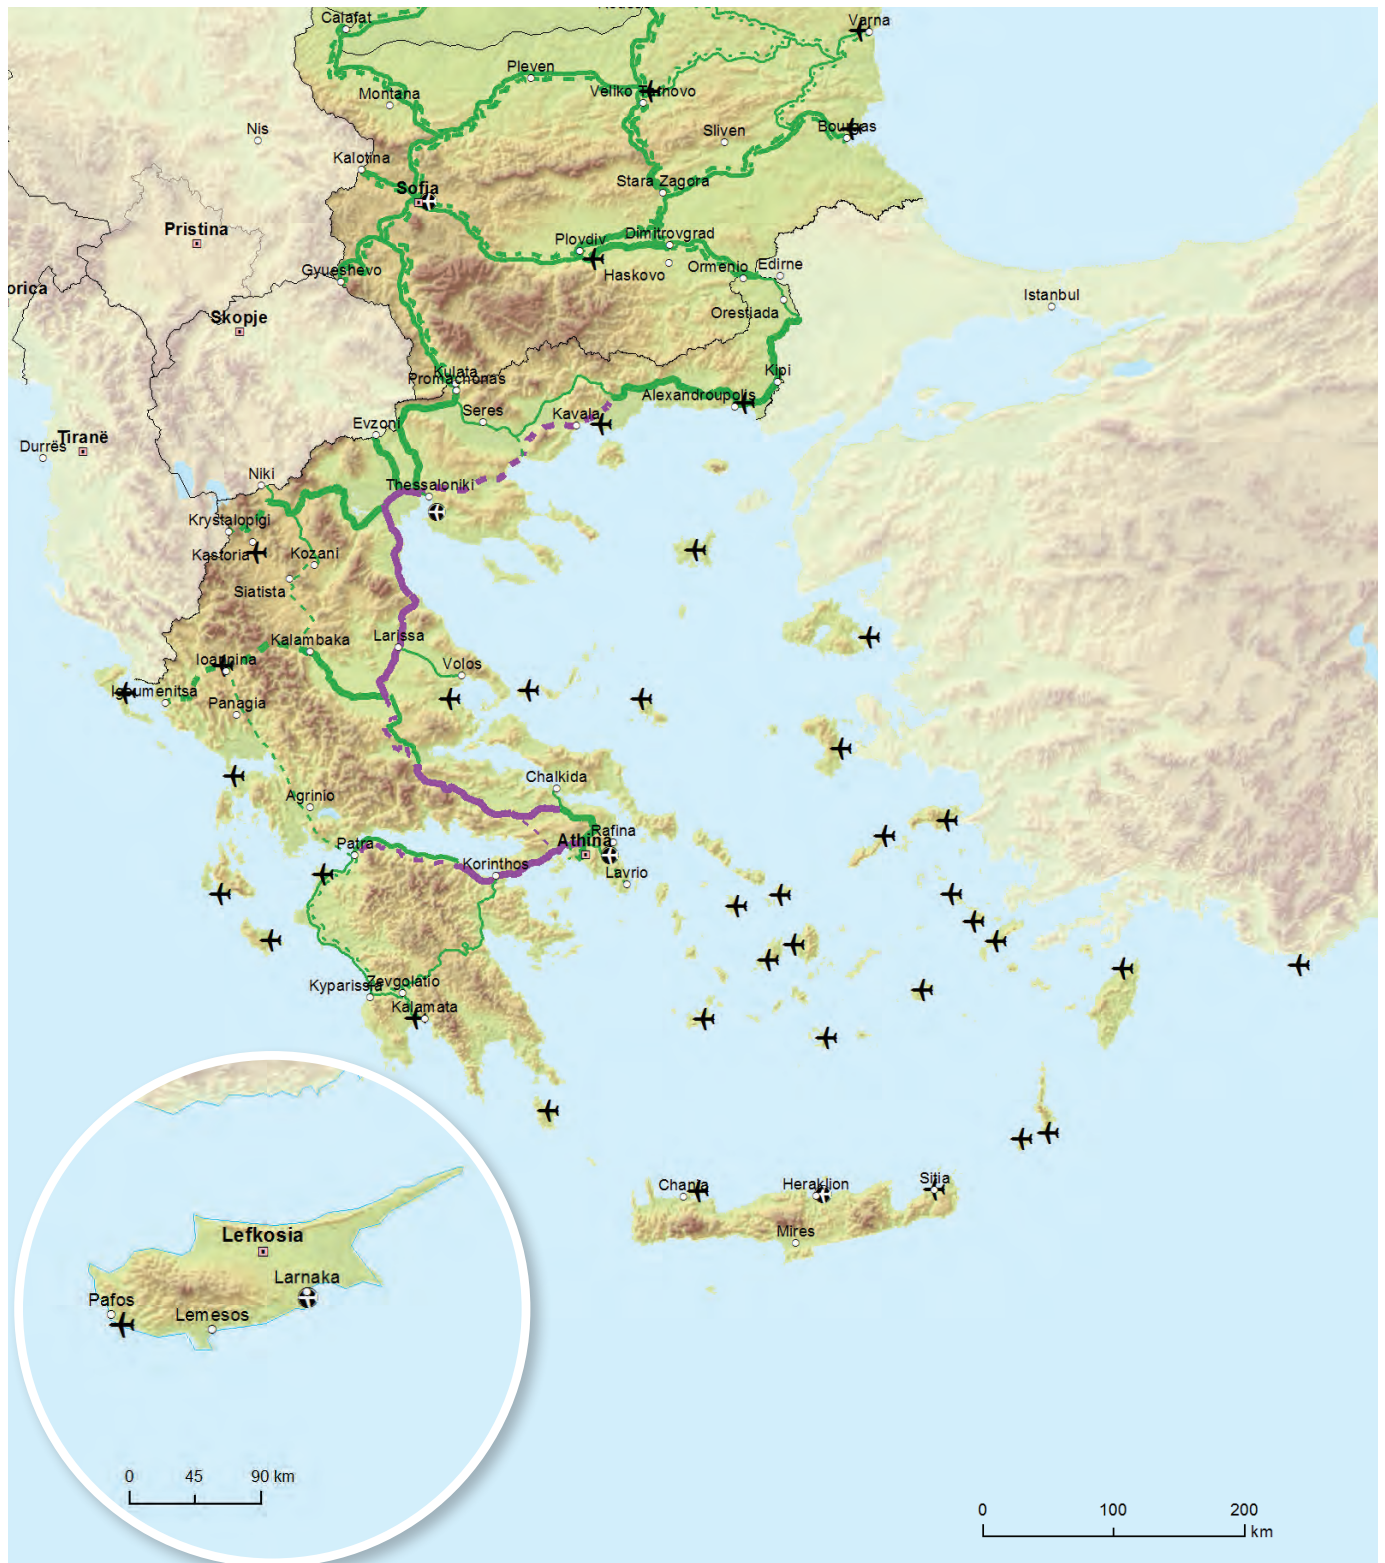 Calafat
Varna
Pleven
Montana
Veliko Tarnovo
Nis
Sliven
Bourgas
Kalotina
Sofia
Stara Zagora
Pristina
Plovdiv
Dimitrovgrad
Gyueshevo
Haskovo
Ormenio
Edirne
orica
Istanbul
Skopje
Orestiada
Kulata
Promachonas
Kipi
Alexandroupolis
Seres
Kavala
Evzoni
Tiranë
Durrës
Niki
Thessaloniki
Krystalopigi
Kastoria
Kozani
Siatista
Kalambaka
Larissa
Ioannina
Volos
Igoumenitsa
Panagia
Chalkida
Agrinio
Rafina
Athina
Patra
Korinthos
Lavrio
Kyparissia
Zevgolatio
Kalamata
Chania
Heraklion
Sitia
Mires
Lefkosia
Larnaka
Pafos
Lemesos
0 45 90 km
0 100 200
km